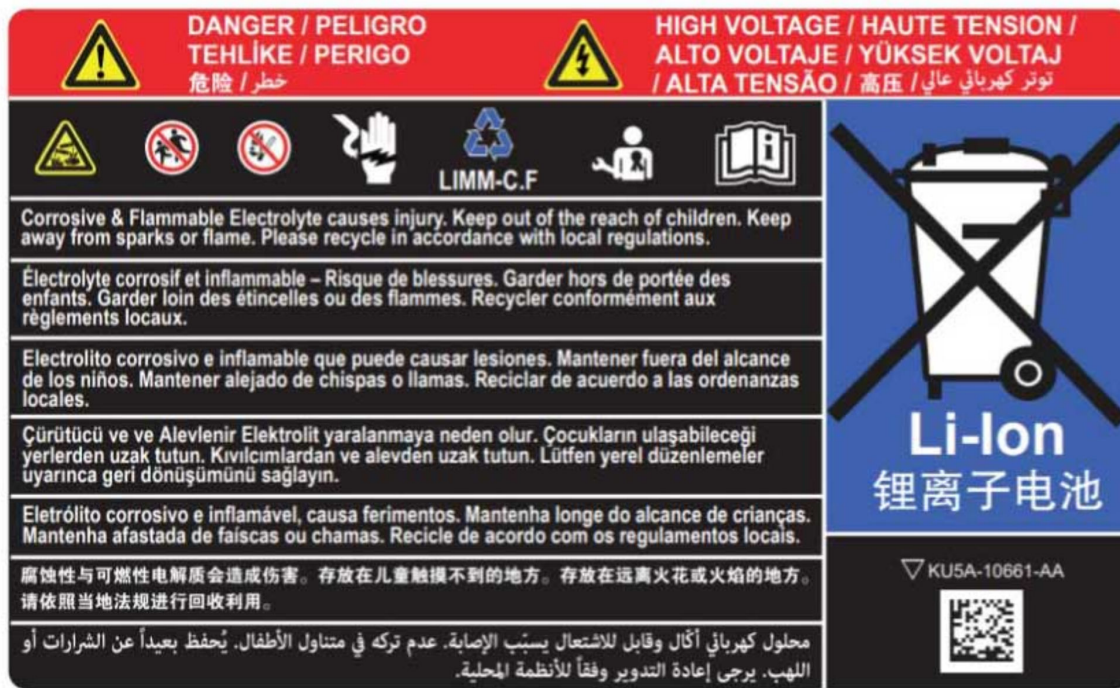 DANGER / PELIGRO
TEHLİKE / PERIGO
危险 / خطر
HIGH VOLTAGE / HAUTE TENSION /
ALTO VOLTAJE / YÜKSEK VOLTAJ
/ ALTA TENSÃO / 高压 / توتر كهربائي عالي
LIMM-C.F
Corrosive & Flammable Electrolyte causes injury. Keep out of the reach of children. Keep
away from sparks or flame. Please recycle in accordance with local regulations.
Électrolyte corrosif et inflammable – Risque de blessures. Garder hors de portée des
enfants. Garder loin des étincelles ou des flammes. Recycler conformément aux
règlements locaux.
Electrolito corrosivo e inflamable que puede causar lesiones. Mantener fuera del alcance
de los niños. Mantener alejado de chispas o llamas. Reciclar de acuerdo a las ordenanzas
locales.
Çürütücü ve ve Alevlenir Elektrolit yaralanmaya neden olur. Çocukların ulaşabileceği
yerlerden uzak tutun. Kıvılcımlardan ve alevden uzak tutun. Lütfen yerel düzenlemeler
uyarınca geri dönüşümünü sağlayın.
Eletrólito corrosivo e inflamável, causa ferimentos. Mantenha longe do alcance de crianças.
Mantenha afastada de faíscas ou chamas. Recicle de acordo com os regulamentos locais.
腐蚀性与可燃性电解质会造成伤害。存放在儿童触摸不到的地方。存放在远离火花或火焰的地方。
请依照当地法规进行回收利用。
محلول كهربائي أكّال وقابل للاشتعال يسبّب الإصابة. عدم تركه في متناول الأطفال. يُحفظ بعيداً عن الشرارات أو
اللهب. يرجى إعادة التدوير وفقاً للأنظمة المحلية.
Li-Ion
锂离子电池
KU5A-10661-AA